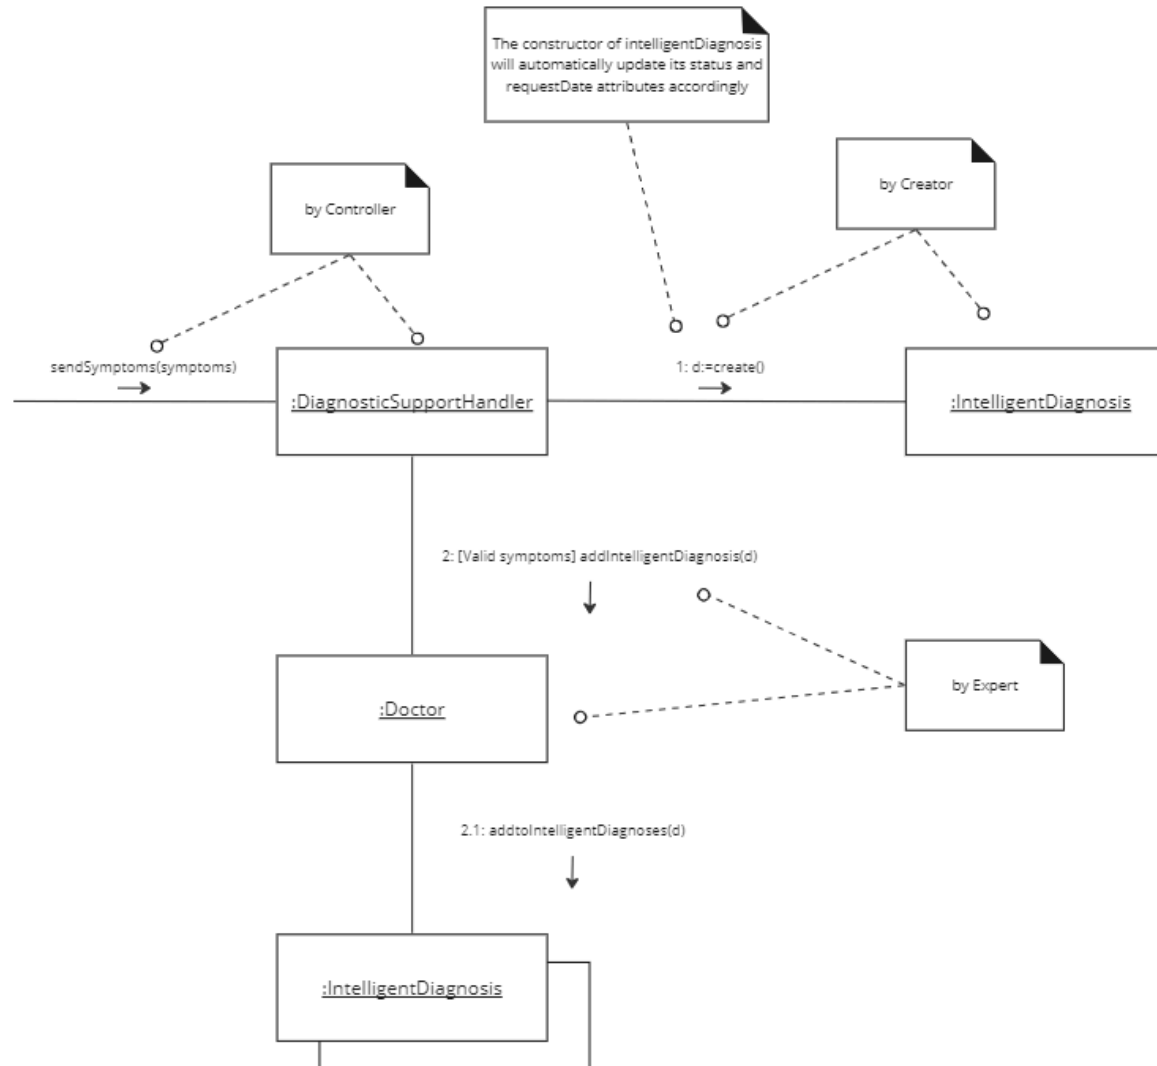 The constructor of intelligentDiagnosis
will automatically update its status and
requestDate attributes accordingly
by Controller
by Creator
sendSymptoms(symptoms)
1: d:=create()
:DiagnosticSupportHandler
:IntelligentDiagnosis
2: [Valid symptoms] addIntelligentDiagnosis(d)
by Expert
:Doctor
2.1: addtoIntelligentDiagnoses(d)
:IntelligentDiagnosis